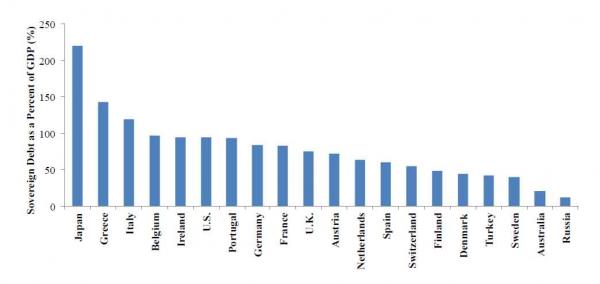 Sovereign Debt as a Percent of GDP (%)
250
200
150
100
50
0
Japan
Greece
Italy
Belgium
Ireland
U.S.
Portugal
Germany
France
U.K.
Austria
Netherlands
Spain
Switzerland
Finland
Denmark
Turkey
Sweden
Australia
Russia